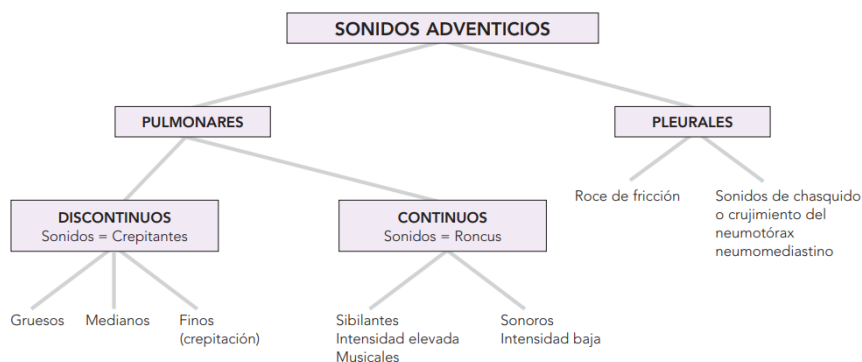 SONIDOS ADVENTICIOS
PULMONARES
PLEURALES
Roce de fricción
Sonidos de chasquido
o crujimiento del
neumotórax
neumomediastino
DISCONTINUOS
Sonidos = Crepitantes
CONTINUOS
Sonidos = Roncus
Gruesos
Medianos
Finos
(crepitación)
Sibilantes
Intensidad elevada
Musicales
Sonoros
Intensidad baja